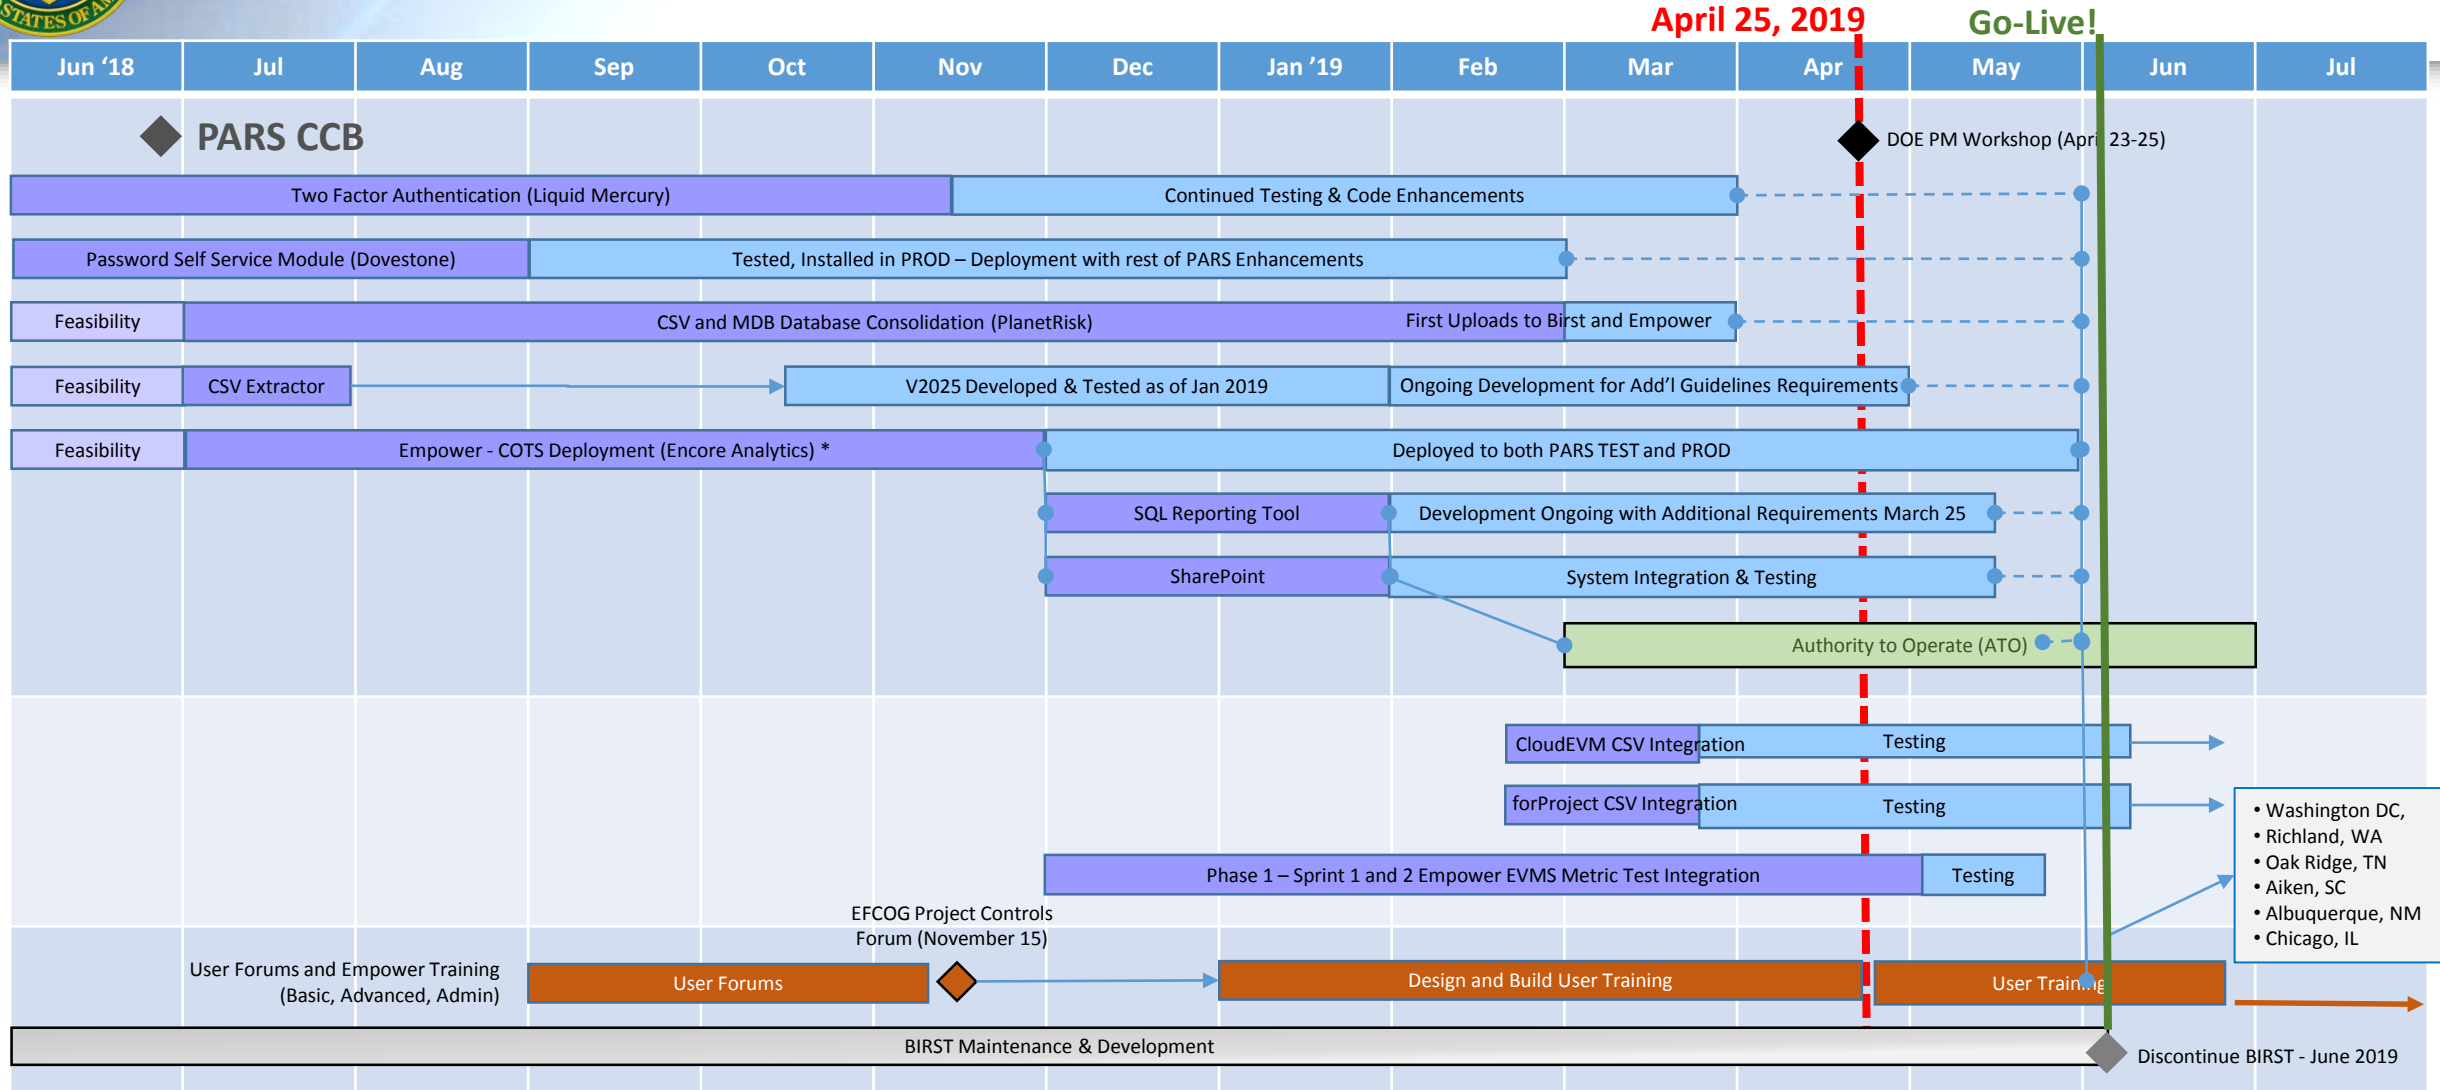 STATES OF AM
April 25, 2019
Go-Live!
Jun ‘18
Jul
Aug
Sep
Oct
Nov
Dec
Jan ’19
Feb
Mar
Apr
May
Jun
Jul
PARS CCB
DOE PM Workshop (April 23-25)
Two Factor Authentication (Liquid Mercury)
Continued Testing & Code Enhancements
Password Self Service Module (Dovestone)
Tested, Installed in PROD – Deployment with rest of PARS Enhancements
Feasibility
CSV and MDB Database Consolidation (PlanetRisk)
First Uploads to Birst and Empower
Feasibility
CSV Extractor
V2025 Developed & Tested as of Jan 2019
Ongoing Development for Add’l Guidelines Requirements
Feasibility
Empower - COTS Deployment (Encore Analytics) *
Deployed to both PARS TEST and PROD
SQL Reporting Tool
Development Ongoing with Additional Requirements March 25
SharePoint
System Integration & Testing
Authority to Operate (ATO)
CloudEVM CSV Integration
Testing
forProject CSV Integration
Testing
• Washington DC,
• Richland, WA
• Oak Ridge, TN
• Aiken, SC
• Albuquerque, NM
• Chicago, IL
Phase 1 – Sprint 1 and 2 Empower EVMS Metric Test Integration
Testing
EFCOG Project Controls
Forum (November 15)
User Forums and Empower Training
(Basic, Advanced, Admin)
User Forums
Design and Build User Training
User Training
BIRST Maintenance & Development
Discontinue BIRST - June 2019